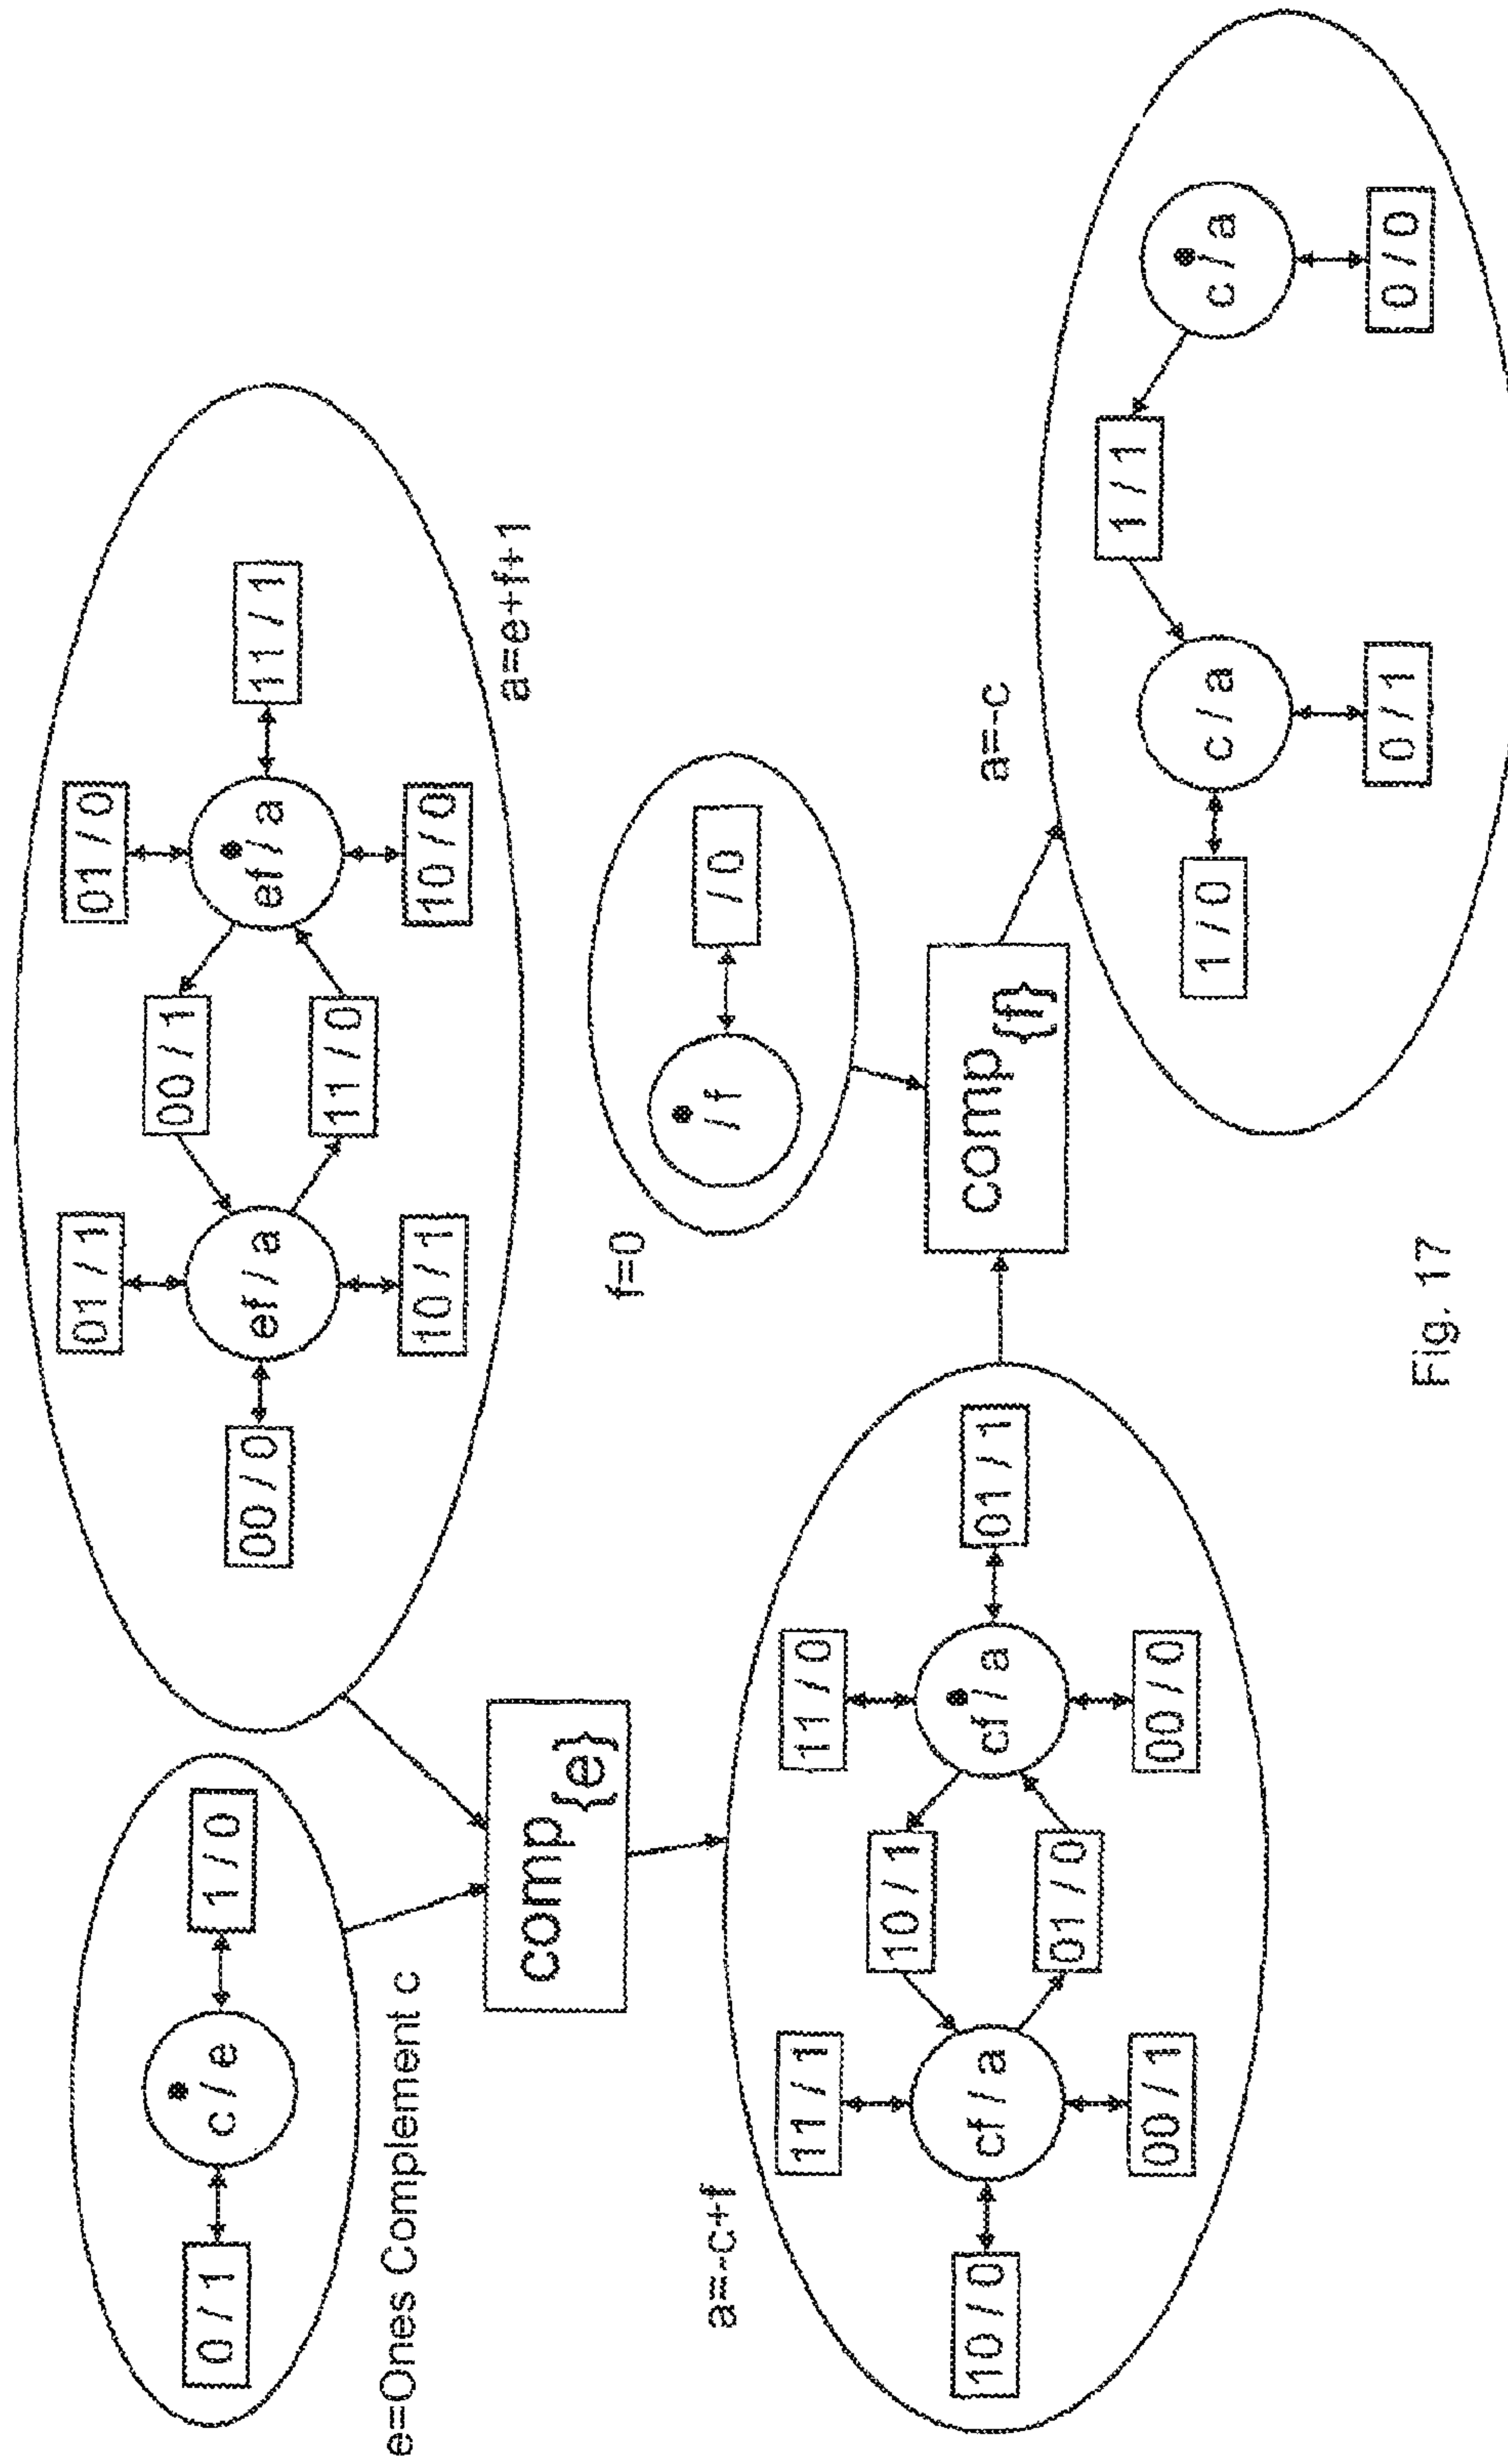 0 / 1
c / e
1 / 0
e=Ones Complement c
00 / 0
01 / 1
ef / a
10 / 1
00 / 1
11 / 0
01 / 0
ef / a
10 / 0
11 / 1
a=e+f+1
comp{e}
a=-c+f
10 / 0
11 / 1
cf / a
00 / 1
10 / 1
01 / 0
11 / 0
cf / a
00 / 0
01 / 1
f=0
/ f
/ 0
comp{f}
a=-c
1 / 0
c / a
0 / 1
1 / 1
c / a
0 / 0
Fig. 17